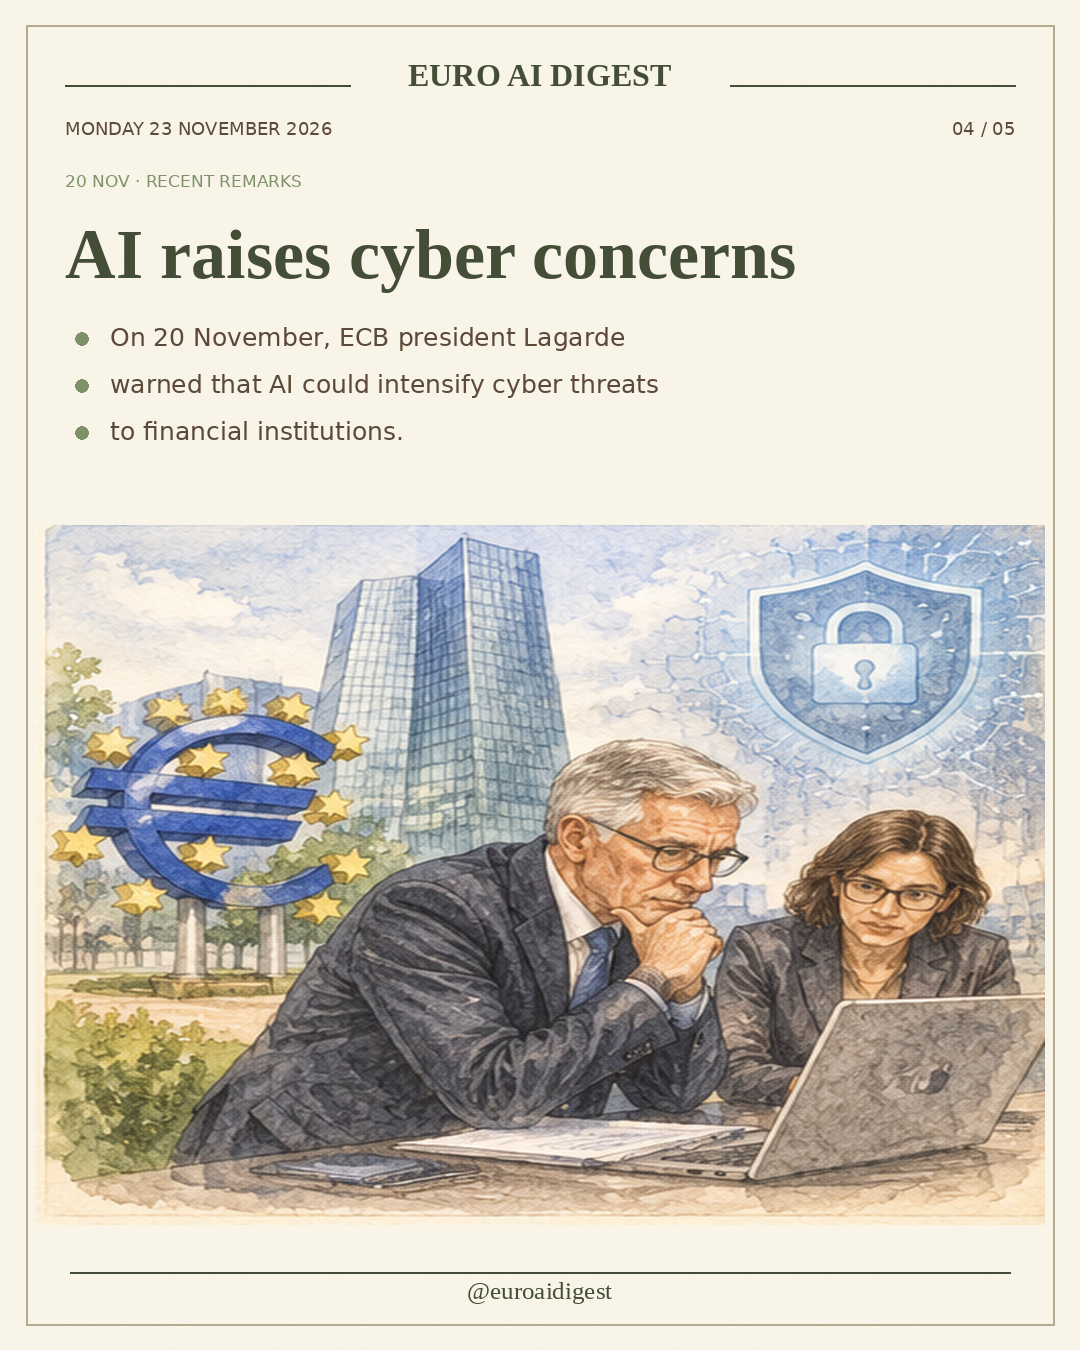 EURO AI DIGEST
MONDAY 23 NOVEMBER 2026
04 / 05
20 NOV · RECENT REMARKS
AI raises cyber concerns
On 20 November, ECB president Lagarde
warned that AI could intensify cyber threats
to financial institutions.
@euroaidigest